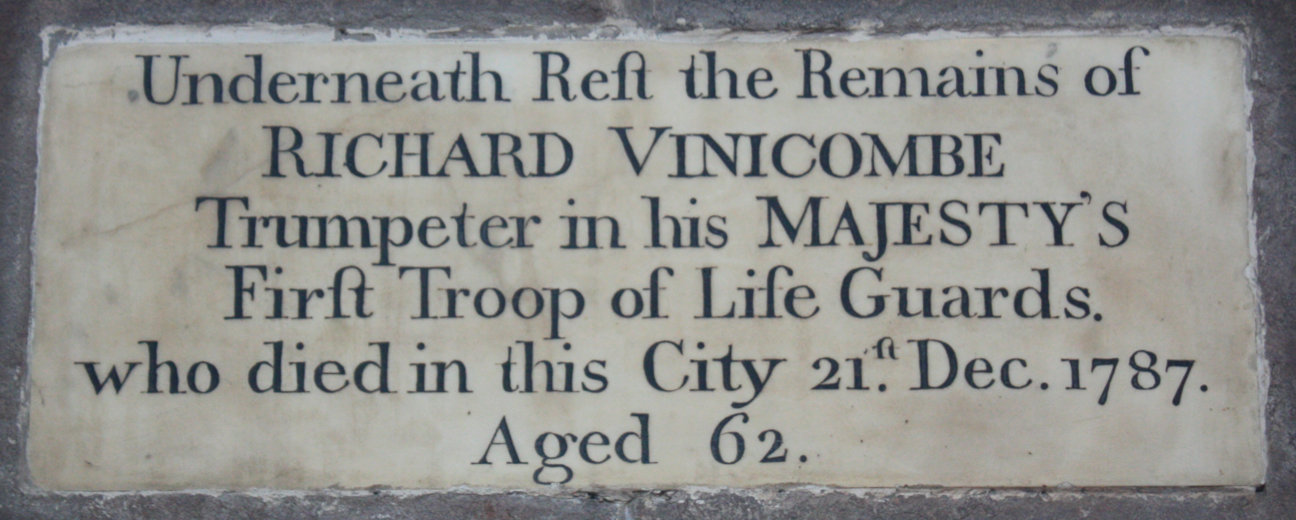 Underneath Reſt the Remains of
RICHARD VINICOMBE
Trumpeter in his MAJESTY'S
Firſt Troop of Life Guards.
who died in this City 21.ſt Dec. 1787.
Aged 62.